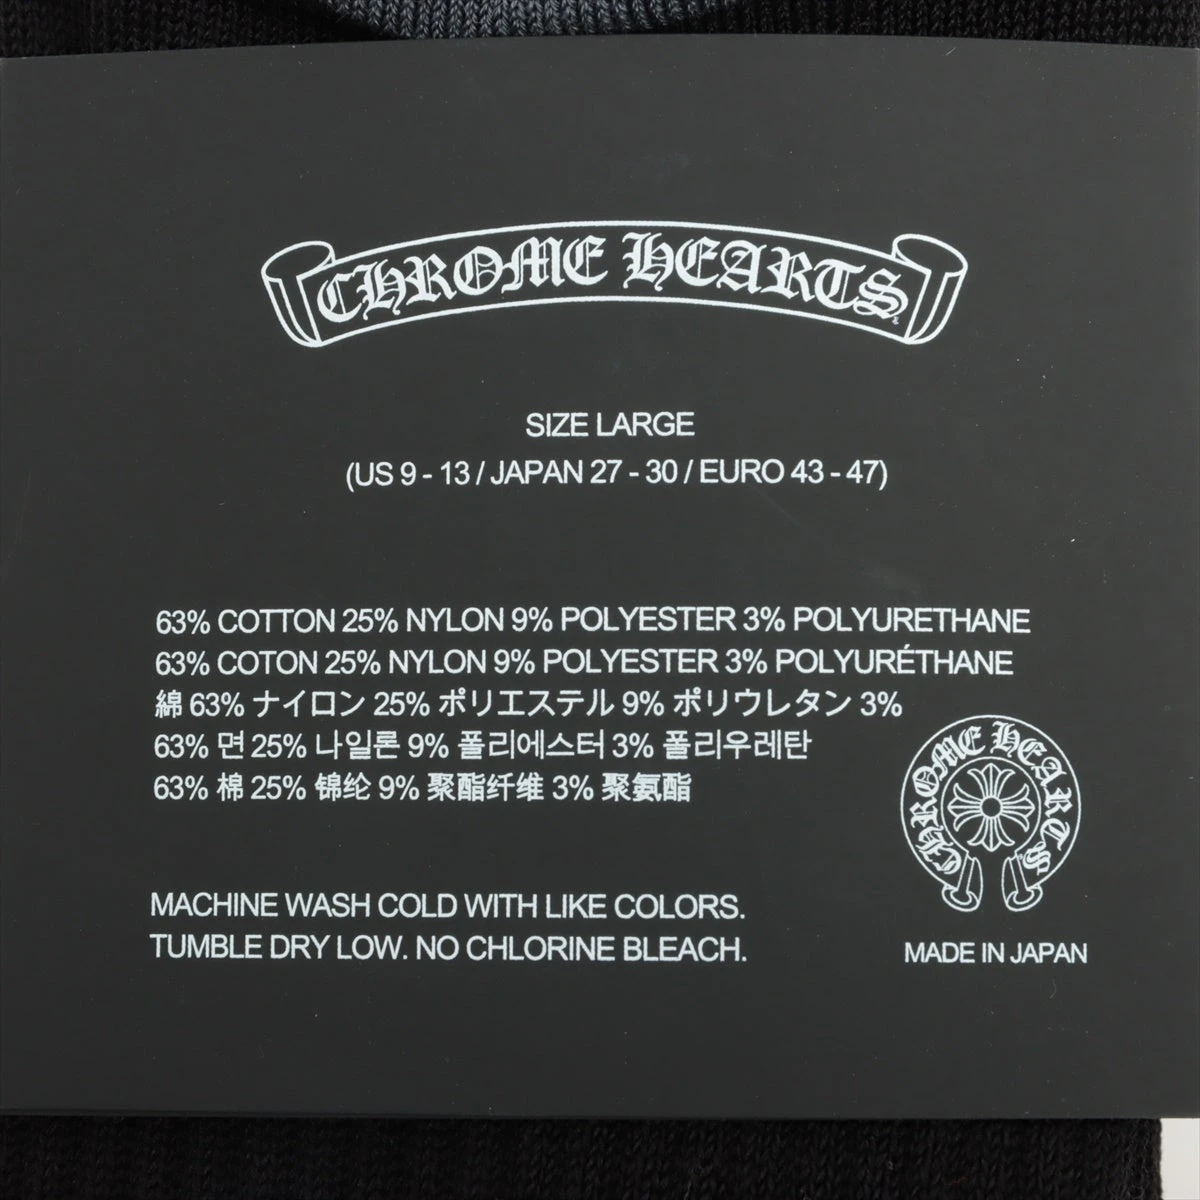 CHROME HEARTS
SIZE LARGE
(US 9 - 13 / JAPAN 27 - 30 / EURO 43 - 47)
63% COTTON 25% NYLON 9% POLYESTER 3% POLYURETHANE
63% COTON 25% NYLON 9% POLYESTER 3% POLYURÉTHANE
綿 63% ナイロン 25% ポリエステル 9% ポリウレタン 3%
63% 면 25% 나일론 9% 폴리에스터 3% 폴리우레탄
63% 棉 25% 锦纶 9% 聚酯纤维 3% 聚氨酯
CHROME HEARTS
MACHINE WASH COLD WITH LIKE COLORS.
TUMBLE DRY LOW. NO CHLORINE BLEACH.
MADE IN JAPAN